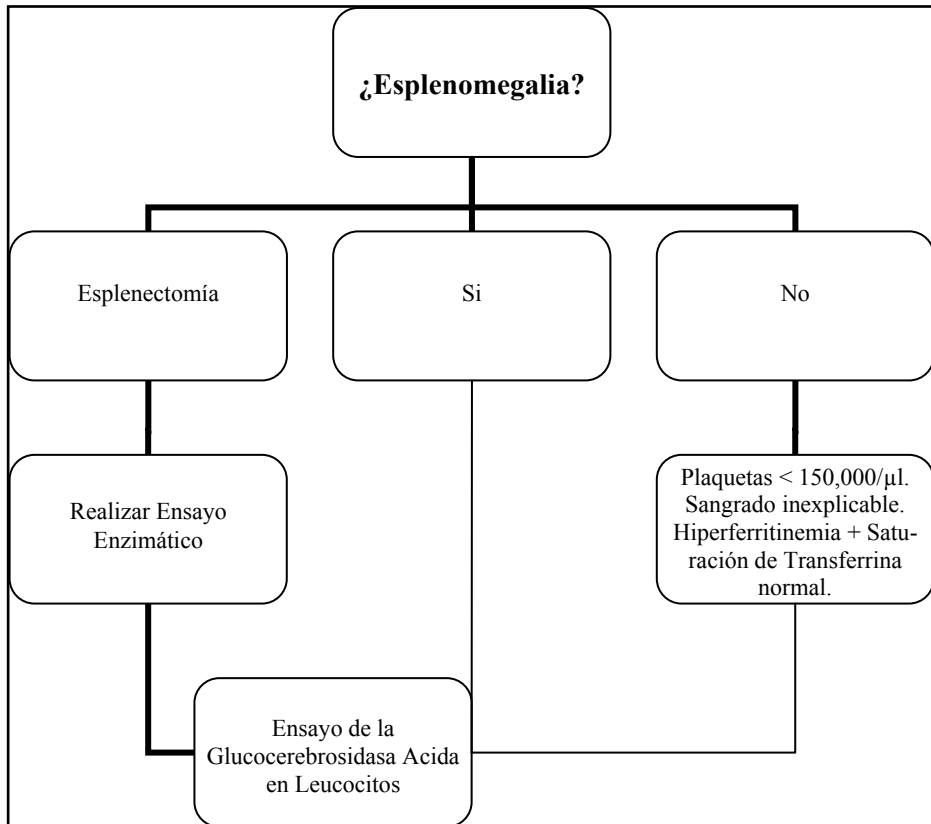 ¿Esplenomegalia?
Esplenectomía
Si
No
Realizar Ensayo
Enzimático
Plaquetas < 150,000/µl.
Sangrado inexplicable.
Hiperferritinemia + Satu-
ración de Transferrina
normal.
Ensayo de la
Glucocerebrosidasa Acida
en Leucocitos